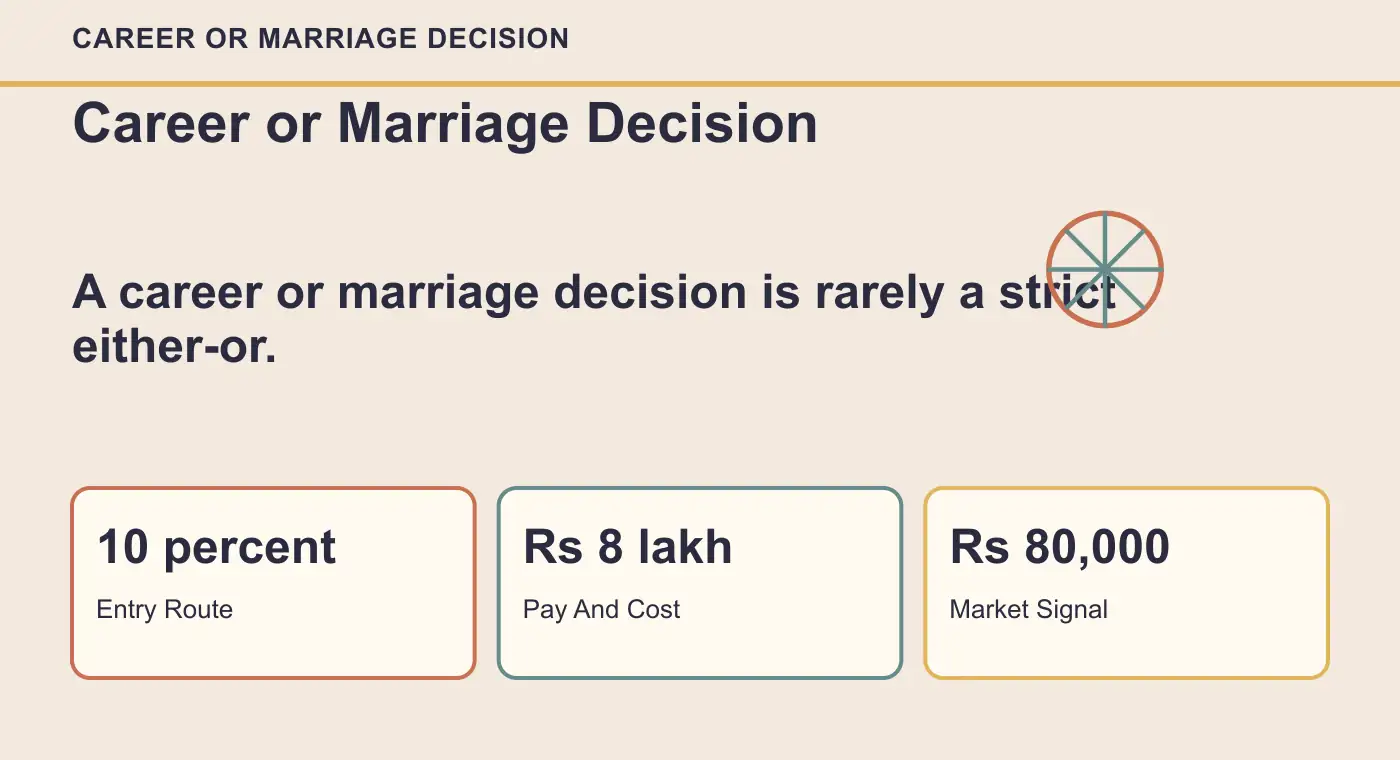 CAREER OR MARRIAGE DECISION
Career or Marriage Decision
A career or marriage decision is rarely a strict
either-or.
10 percent
Entry Route
Rs 8 lakh
Pay And Cost
Rs 80,000
Market Signal